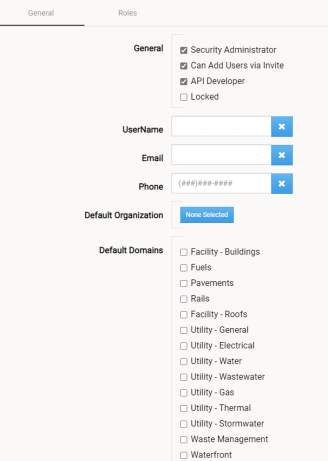 General Roles
General
Security Administrator
Can Add Users via Invite
API Developer
Locked
UserName
Email
Phone (###)###-####
Default Organization None Selected
Default Domains
Facility - Buildings
Fuels
Pavements
Rails
Facility - Roofs
Utility - General
Utility - Electrical
Utility - Water
Utility - Wastewater
Utility - Gas
Utility - Thermal
Utility - Stormwater
Waste Management
Waterfront